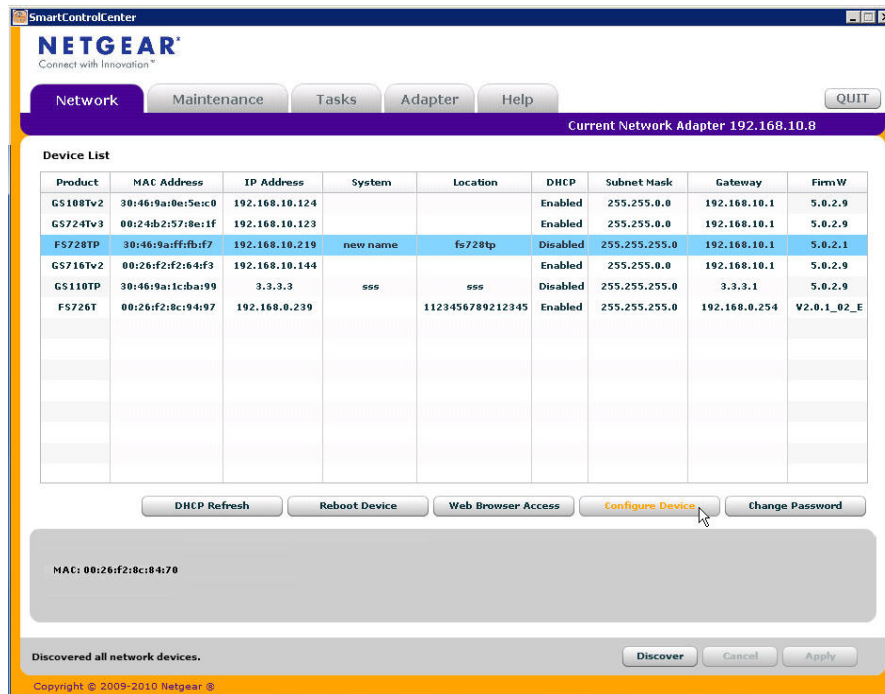 SmartControlCenter
NETGEAR®
Connect with Innovation™
Network Maintenance Tasks Adapter Help QUIT
Current Network Adapter 192.168.10.8
Device List
Product MAC Address IP Address System Location DHCP Subnet Mask Gateway FirmW
GS108Tv2 30:46:9a:0e:5e:c0 192.168.10.124 Enabled 255.255.0.0 192.168.10.1 5.0.2.9
GS724Tv3 00:24:b2:57:8e:1f 192.168.10.123 Enabled 255.255.0.0 192.168.10.1 5.0.2.9
FS728TP 30:46:9a:ff:fb:f7 192.168.10.219 new name fs728tp Disabled 255.255.255.0 192.168.10.1 5.0.2.1
GS716Tv2 00:26:f2:f2:64:f3 192.168.10.144 Enabled 255.255.0.0 192.168.10.1 5.0.2.9
GS110TP 30:46:9a:1c:ba:99 3.3.3.3 sss sss Disabled 255.255.255.0 3.3.3.1 5.0.2.9
FS726T 00:26:f2:8c:94:97 192.168.0.239 1123456789212345 Enabled 255.255.255.0 192.168.0.254 V2.0.1_02_E
DHCP Refresh Reboot Device Web Browser Access Configure Device Change Password
MAC: 00:26:f2:8c:84:70
Discovered all network devices. Discover Cancel Apply
Copyright © 2009-2010 Netgear ®